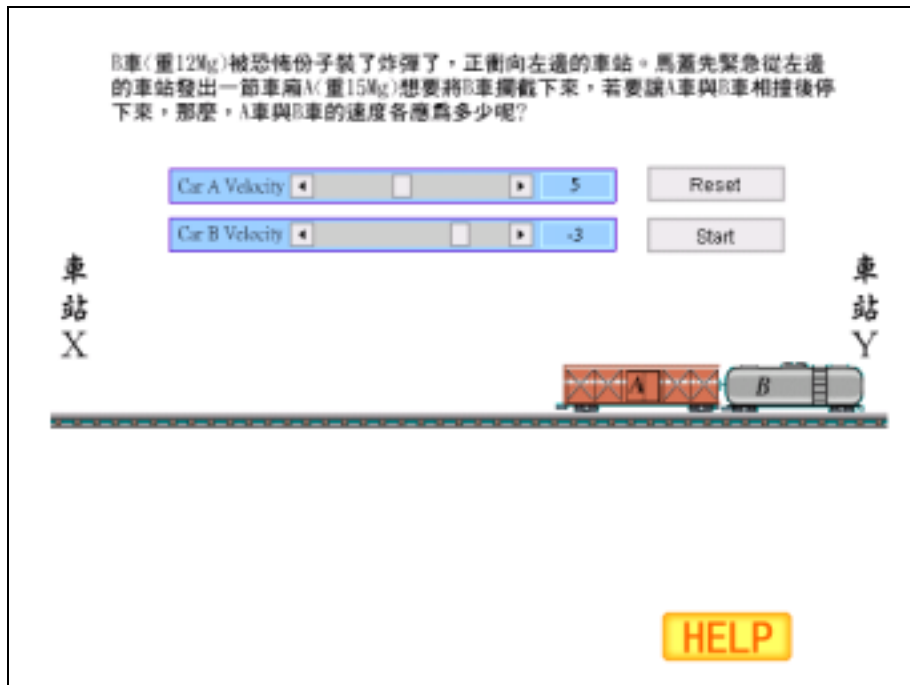 B車(重12Mg)被恐怖份子裝了炸彈了，正衝向左邊的車站。馬蓋先緊急從左邊
的車站發出一節車廂A(重15Mg)想要將B車攔截下來，若要讓A車與B車相撞後停
下來，那麼，A車與B車的速度各應為多少呢?
Car A Velocity 5 Reset
Car B Velocity -3 Start
車站X
車站Y
A B
HELP